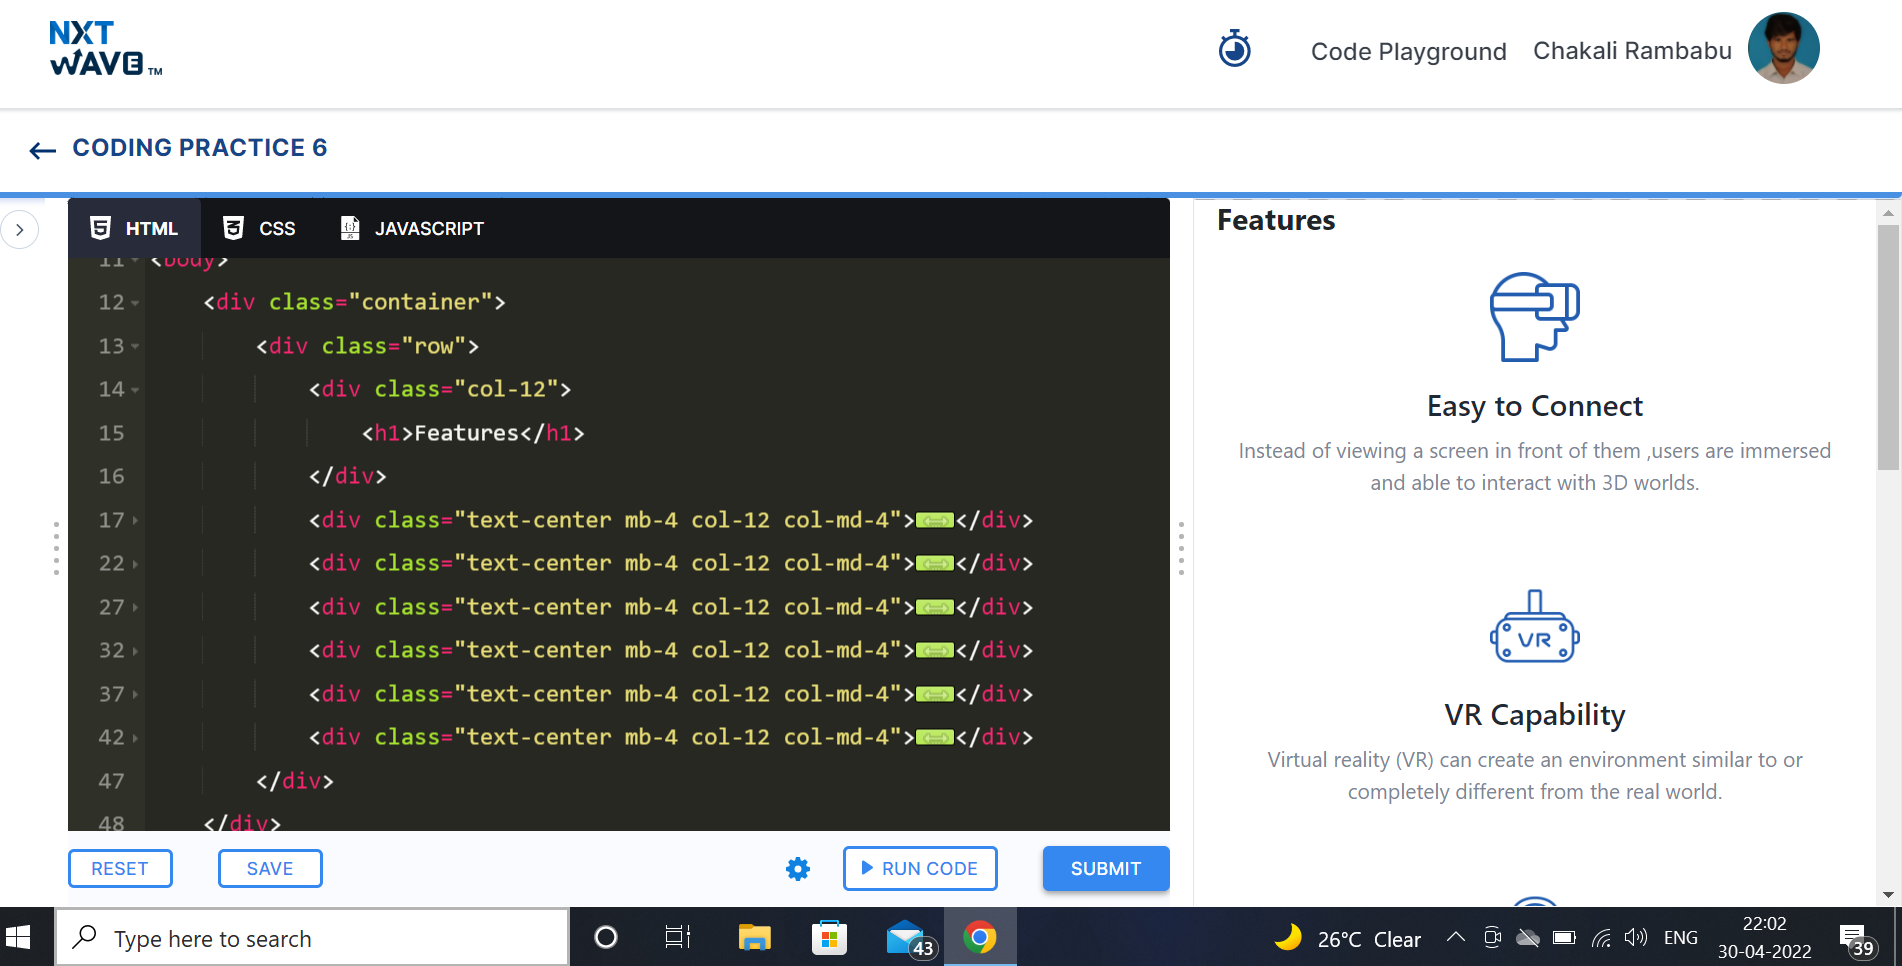 NXT
WAVE TM
Code Playground
Chakali Rambabu
CODING PRACTICE 6
HTML
CSS
JAVASCRIPT
11 <body>
12 <div class="container">
13 <div class="row">
14 <div class="col-12">
15 <h1>Features</h1>
16 </div>
17 <div class="text-center mb-4 col-12 col-md-4"></div>
22 <div class="text-center mb-4 col-12 col-md-4"></div>
27 <div class="text-center mb-4 col-12 col-md-4"></div>
32 <div class="text-center mb-4 col-12 col-md-4"></div>
37 <div class="text-center mb-4 col-12 col-md-4"></div>
42 <div class="text-center mb-4 col-12 col-md-4"></div>
47 </div>
48 </div>
RESET
SAVE
RUN CODE
SUBMIT
Features
Easy to Connect
Instead of viewing a screen in front of them ,users are immersed
and able to interact with 3D worlds.
VR
VR Capability
Virtual reality (VR) can create an environment similar to or
completely different from the real world.
Type here to search
43
26°C Clear
ENG
22:02
30-04-2022
39